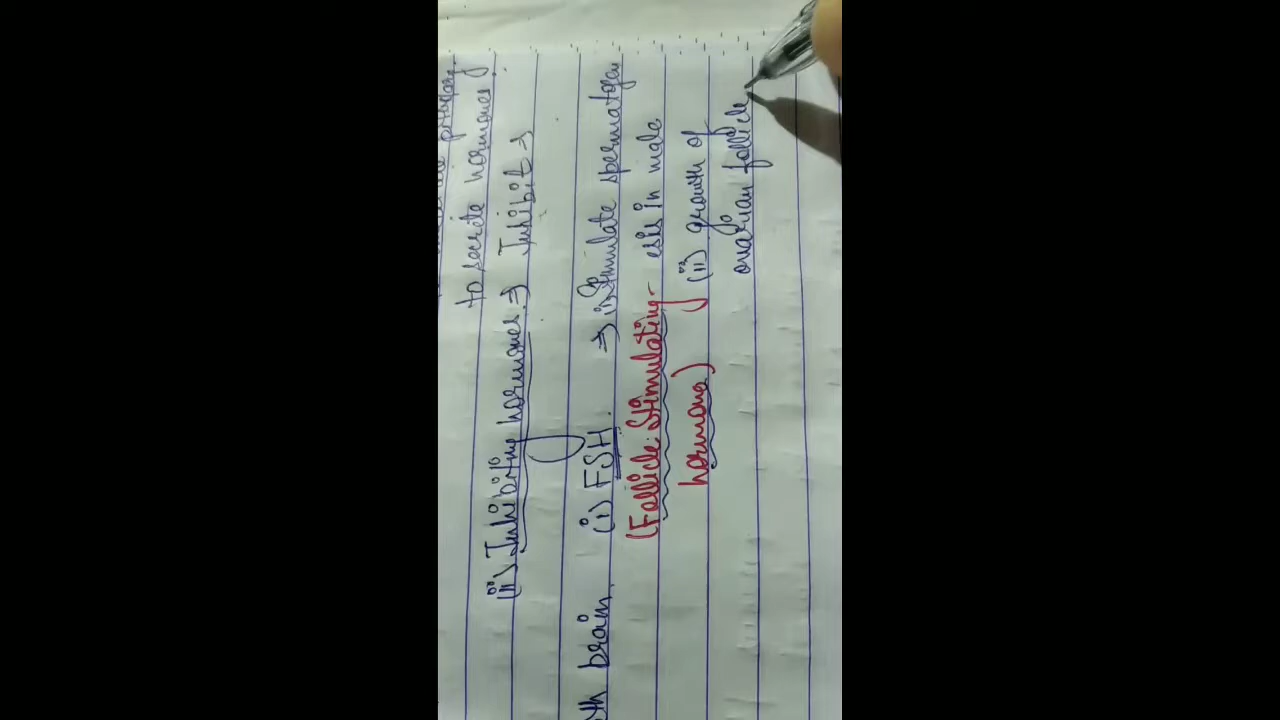 to secrete hormones
(ii) Inhibiting hormones ⇒ Inhibit →
brain. (i) FSH. ⇒ (i) Stimulate spermatogen
(Follicle Stimulating- esis in male
hormone) (ii) growth of
ovarian follicle